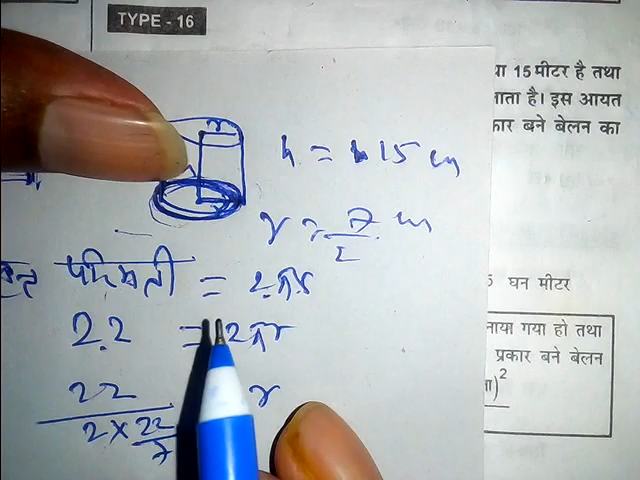 TYPE - 16
15 मीटर है तथा
है। इस आयत
बने बेलन का
h = 15 m
r = 7/2 m
= 2πr
22 = 2πr
22 / 2 × 22/7
r
घन मीटर
गया हो तथा
प्रकार बने बेलन
)²